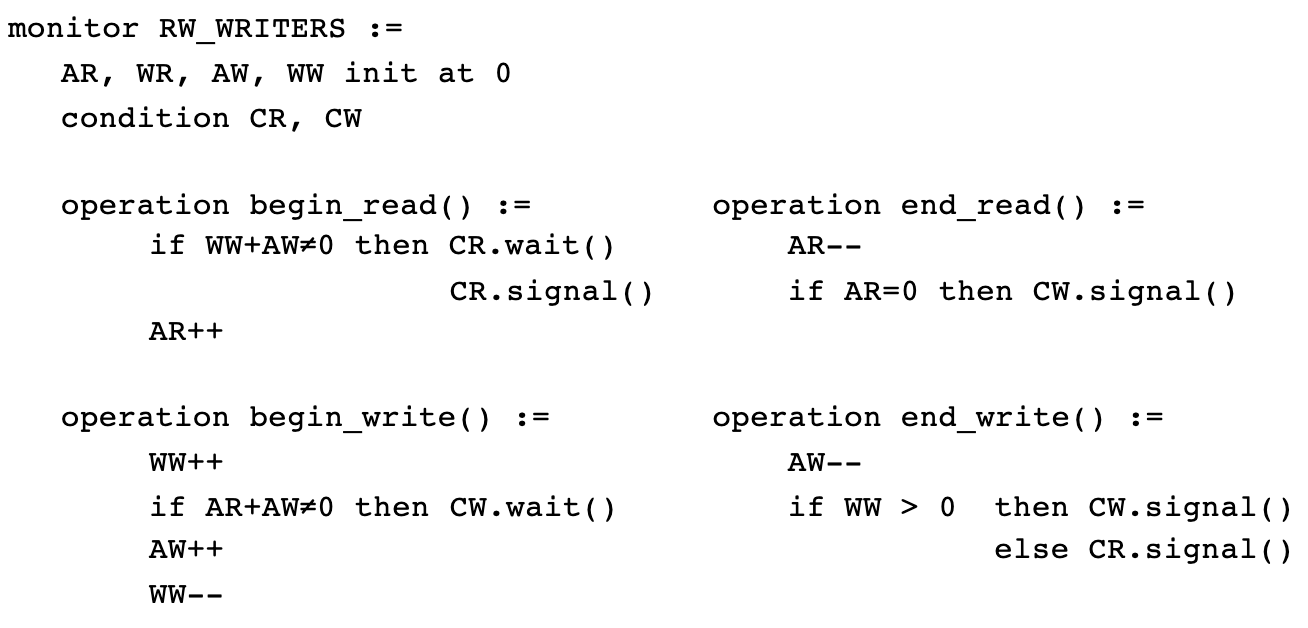 monitor RW_WRITERS :=
AR, WR, AW, WW init at 0
condition CR, CW
operation begin_read() :=
if WW+AW≠0 then CR.wait()
CR.signal()
AR++
operation end_read() :=
AR--
if AR=0 then CW.signal()
operation begin_write() :=
WW++
if AR+AW≠0 then CW.wait()
AW++
WW--
operation end_write() :=
AW--
if WW > 0 then CW.signal()
else CR.signal()